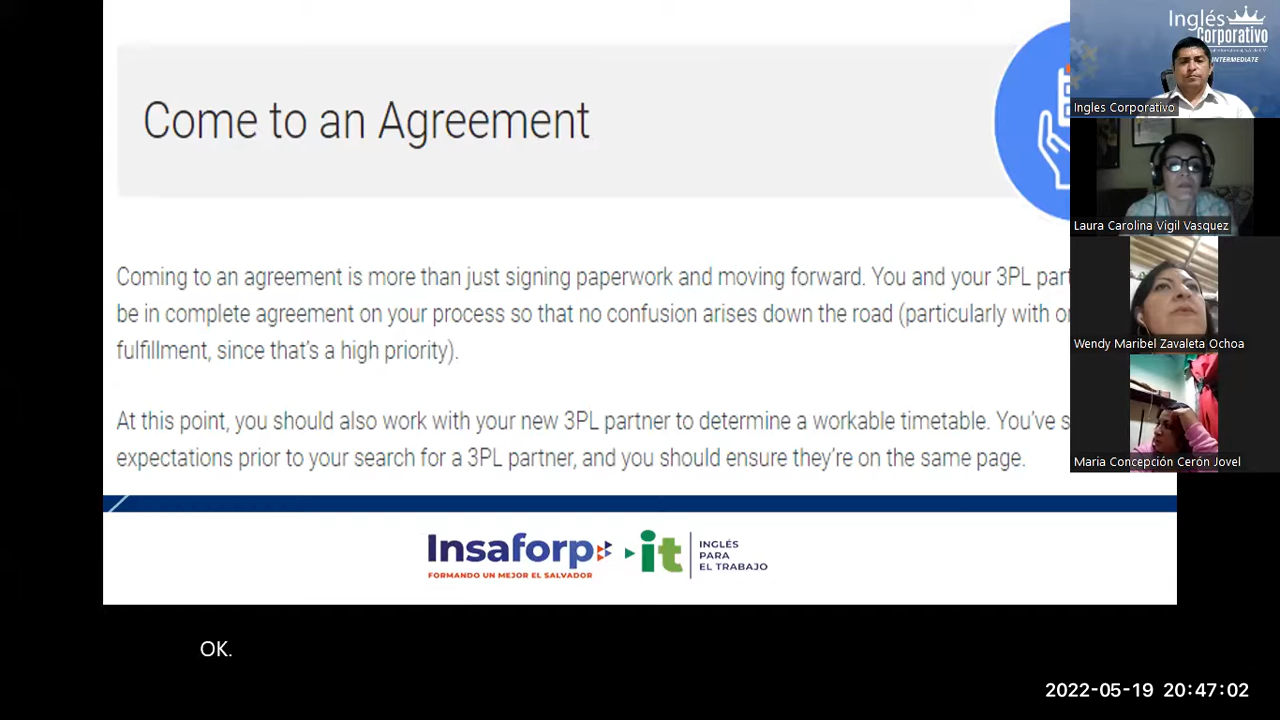 Come to an Agreement
Coming to an agreement is more than just signing paperwork and moving forward. You and your 3PL
be in complete agreement on your process so that no confusion arises down the road (particularly with
fulfillment, since that's a high priority).
At this point, you should also work with your new 3PL partner to determine a workable timetable. You've
expectations prior to your search for a 3PL partner, and you should ensure they're on the same page.
Insaforp
FORMANDO UN MEJOR EL SALVADOR
it
INGLÉS
PARA
EL TRABAJO
OK.
Inglés
Corporativo
INTERMEDIATE
Ingles Corporativo
Laura Carolina Vigil Vasquez
Wendy Maribel Zavaleta Ochoa
Maria Concepción Cerón Jovel
2022-05-19 20:47:02